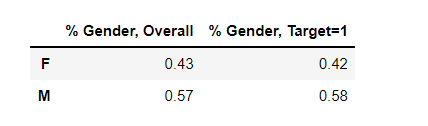 % Gender, Overall % Gender, Target=1
F 0.43 0.42
M 0.57 0.58